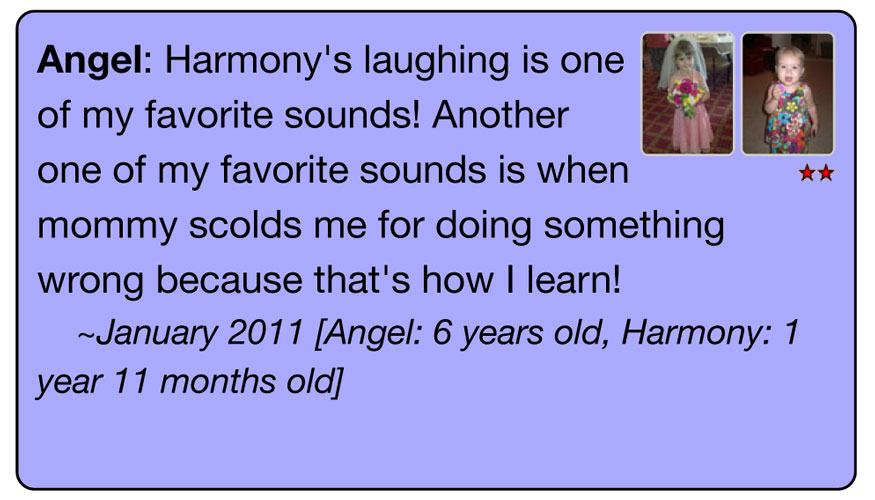 Angel: Harmony's laughing is one
of my favorite sounds! Another
one of my favorite sounds is when
mommy scolds me for doing something
wrong because that's how I learn!
~January 2011 [Angel: 6 years old, Harmony: 1
year 11 months old]